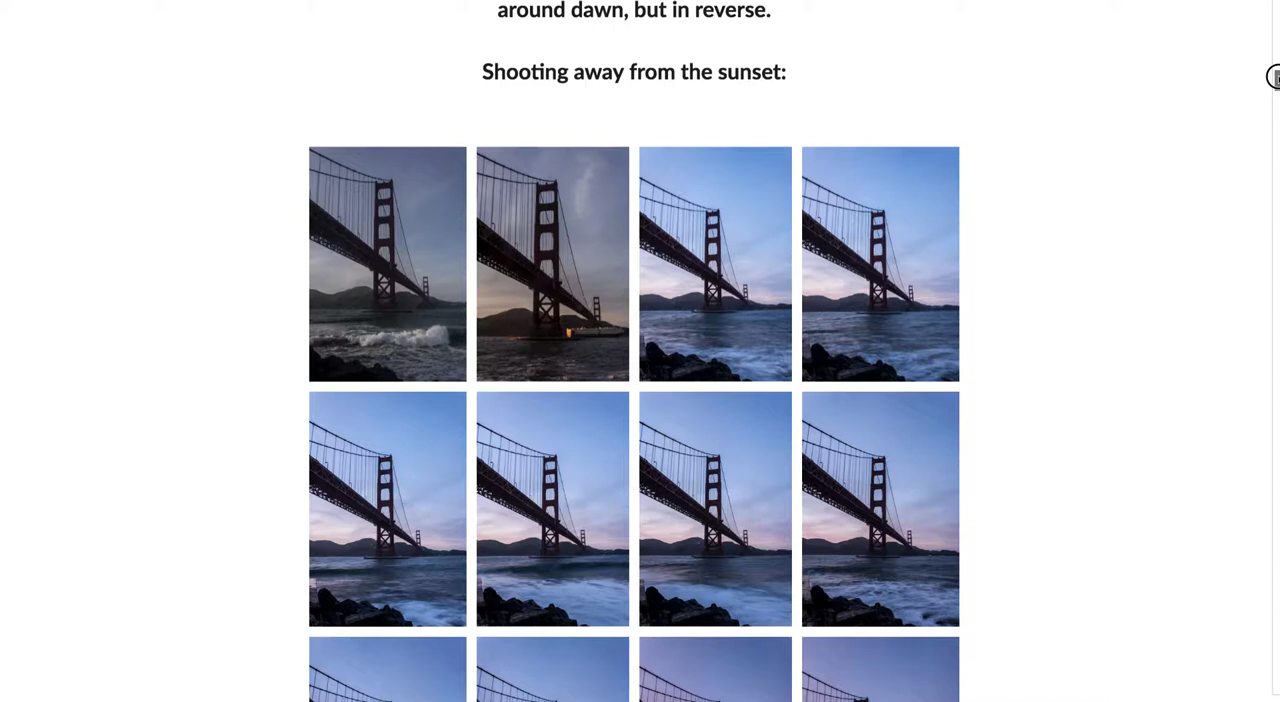 around dawn, but in reverse.
Shooting away from the sunset: